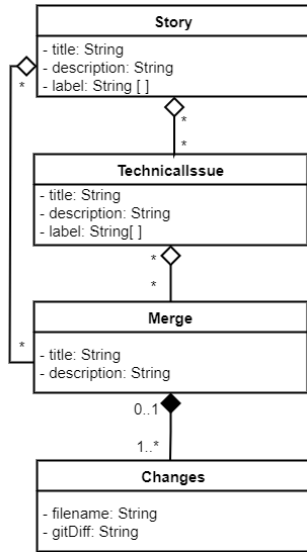 Story
- title: String
- description: String
- label: String [ ]
*
*
*
TechnicalIssue
- title: String
- description: String
- label: String[ ]
*
*
Merge
*
- title: String
- description: String
0..1
1..*
Changes
- filename: String
- gitDiff: String